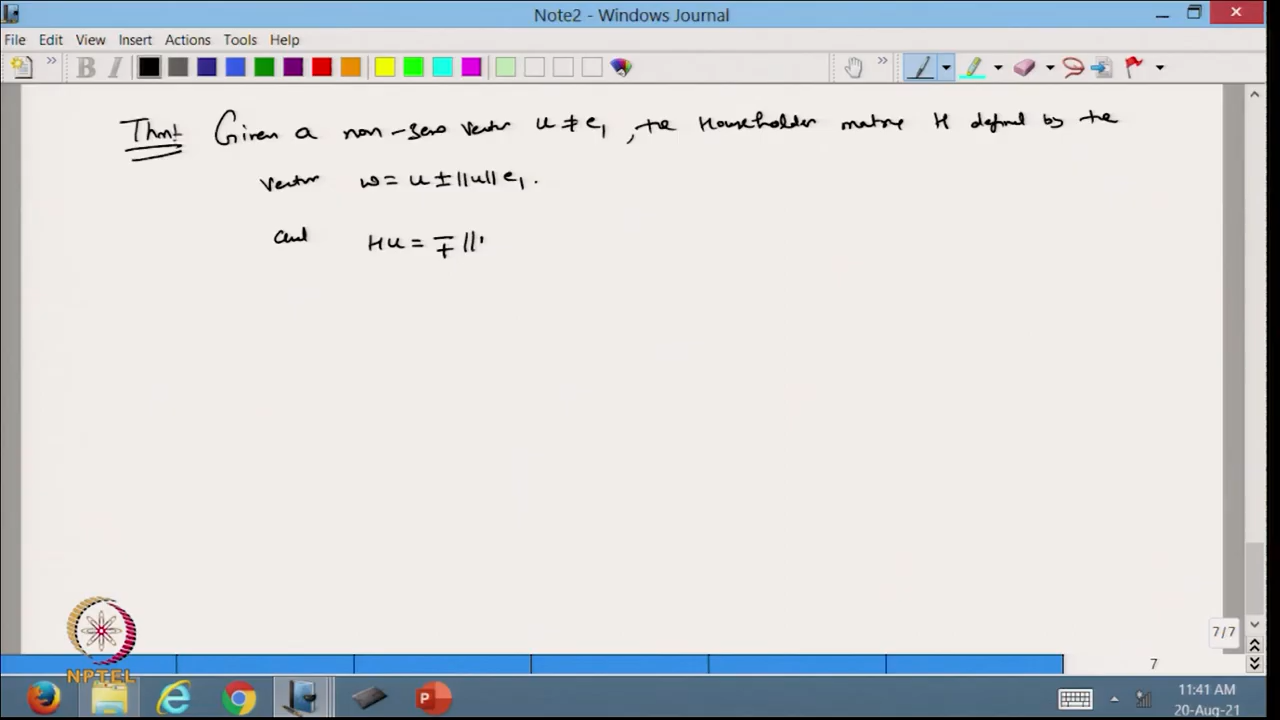 Note2 - Windows Journal
File Edit View Insert Actions Tools Help
Thm: Given a non-zero vector u ≠ e₁, the Householder matrix H defined by the
vector w = u ± ||u|| e₁.
and Hu = ∓ ||
7/7
NPTEL
7
11:41 AM
20-Aug-21